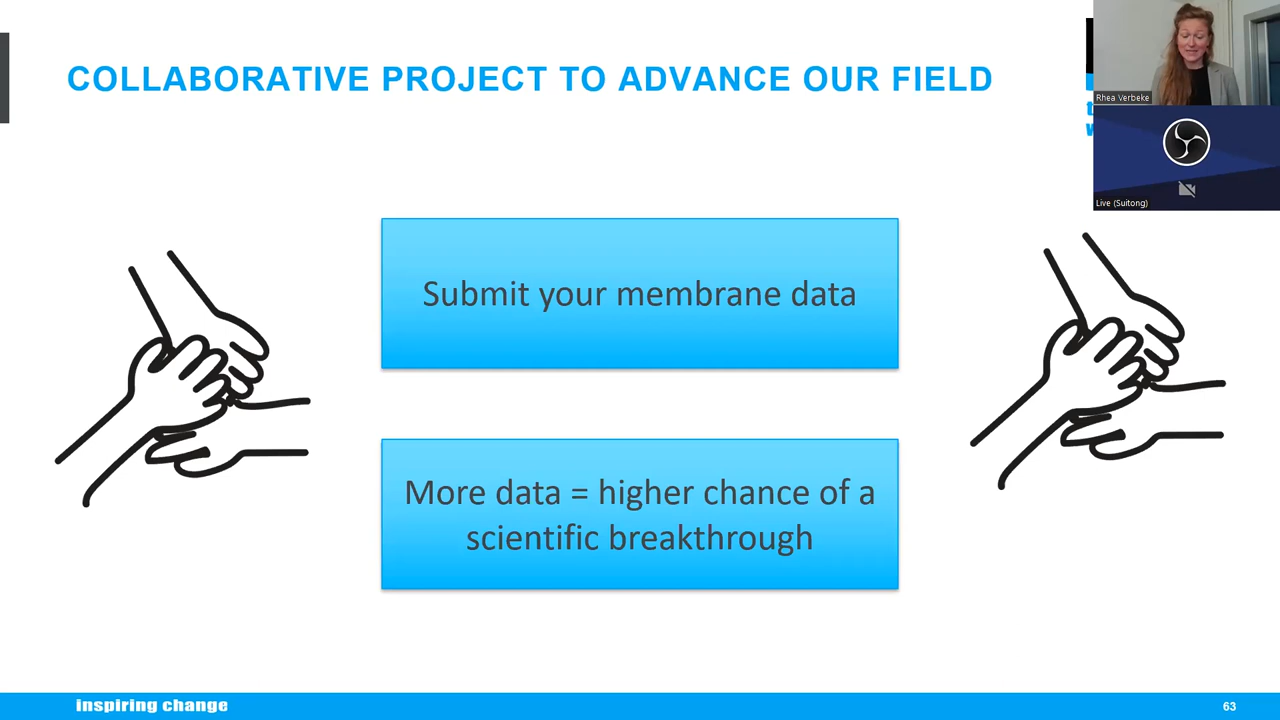 COLLABORATIVE PROJECT TO ADVANCE OUR FIELD
Rhea Verbeke
Live (Suitong)
Submit your membrane data
More data = higher chance of a
scientific breakthrough
inspiring change
63